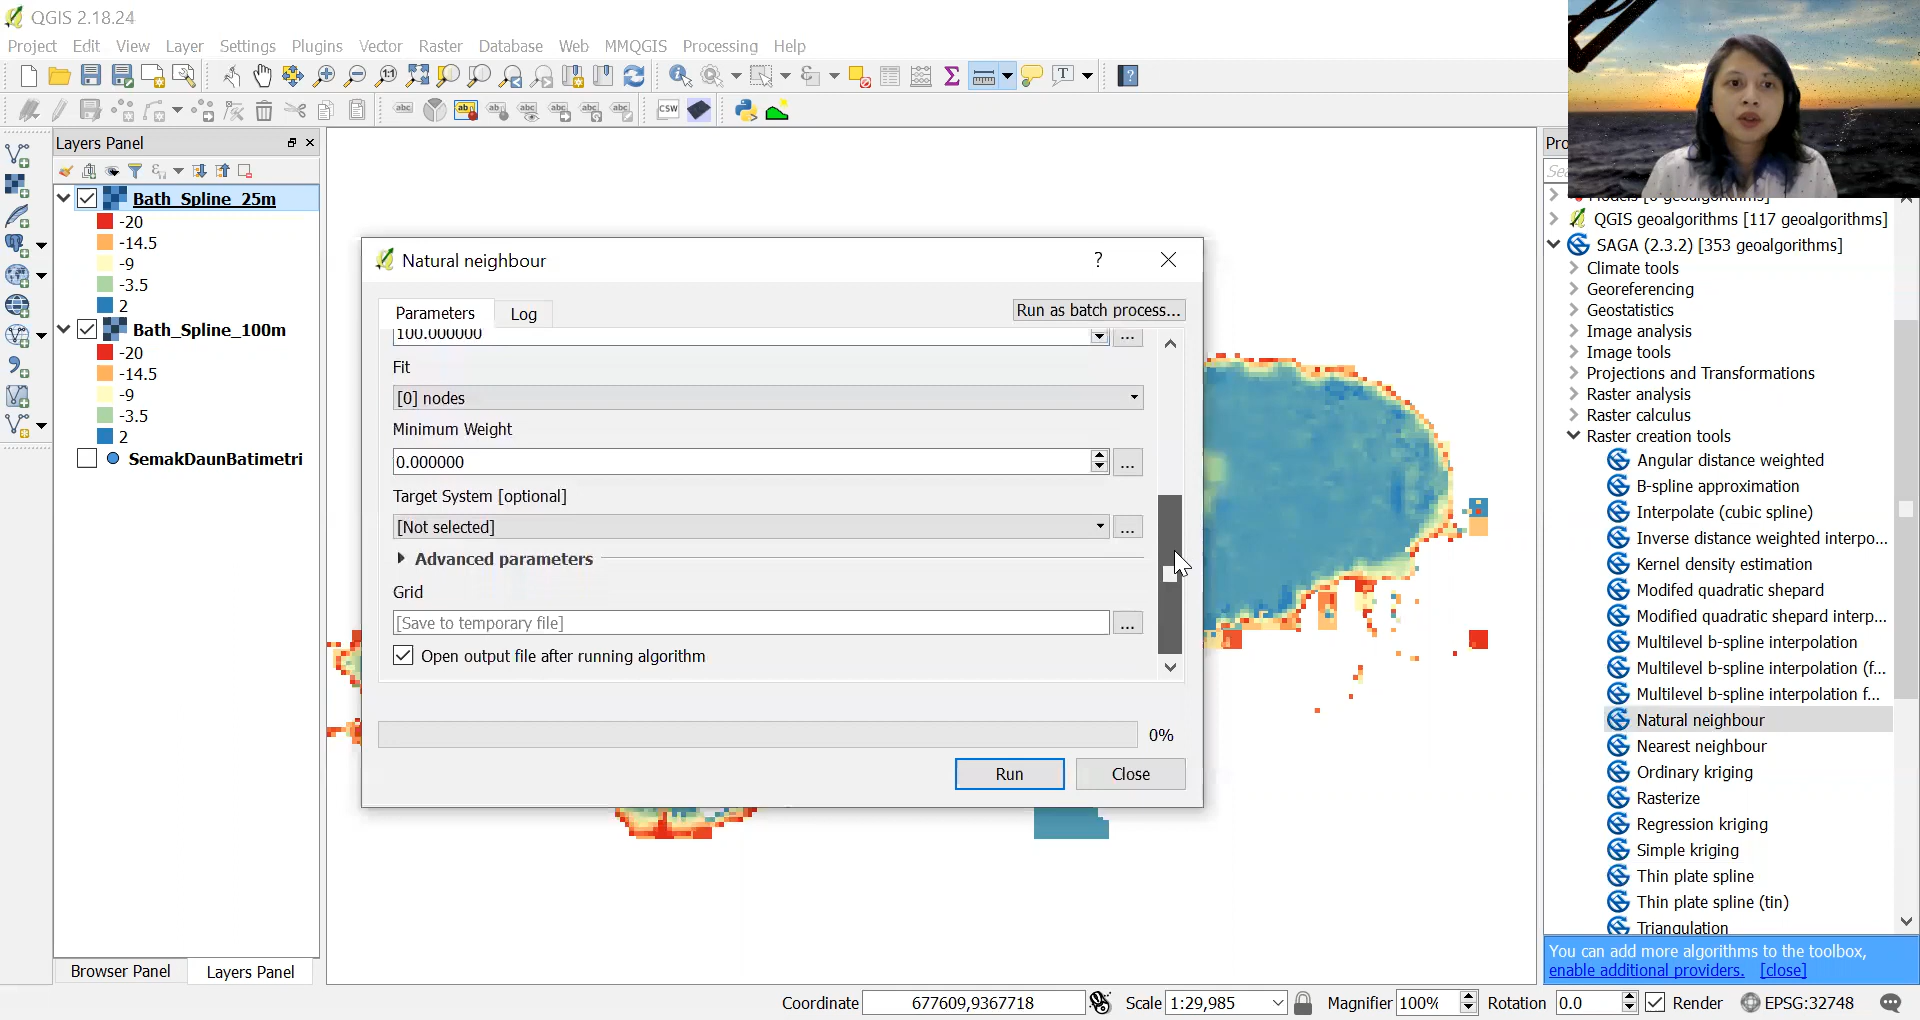 QGIS 2.18.24
Project Edit View Layer Settings Plugins Vector Raster Database Web MMQGIS Processing Help
Layers Panel
Bath_Spline_25m
-20
-14.5
-9
-3.5
2
Bath_Spline_100m
-20
-14.5
-9
-3.5
2
SemakDaunBatimetri
Browser Panel
Layers Panel
Natural neighbour
?
Parameters
Log
Run as batch process...
100.000000
...
Fit
[0] nodes
Minimum Weight
0.000000
...
Target System [optional]
[Not selected]
...
Advanced parameters
Grid
[Save to temporary file]
...
Open output file after running algorithm
0%
Run
Close
QGIS geoalgorithms [117 geoalgorithms]
SAGA (2.3.2) [353 geoalgorithms]
Climate tools
Georeferencing
Geostatistics
Image analysis
Image tools
Projections and Transformations
Raster analysis
Raster calculus
Raster creation tools
Angular distance weighted
B-spline approximation
Interpolate (cubic spline)
Inverse distance weighted interpo...
Kernel density estimation
Modifed quadratic shepard
Modified quadratic shepard interp...
Multilevel b-spline interpolation
Multilevel b-spline interpolation (f...
Multilevel b-spline interpolation f...
Natural neighbour
Nearest neighbour
Ordinary kriging
Rasterize
Regression kriging
Simple kriging
Thin plate spline
Thin plate spline (tin)
Triangulation
You can add more algorithms to the toolbox,
enable additional providers. [close]
Coordinate 677609,9367718 Scale 1:29,985 Magnifier 100% Rotation 0.0 Render EPSG:32748